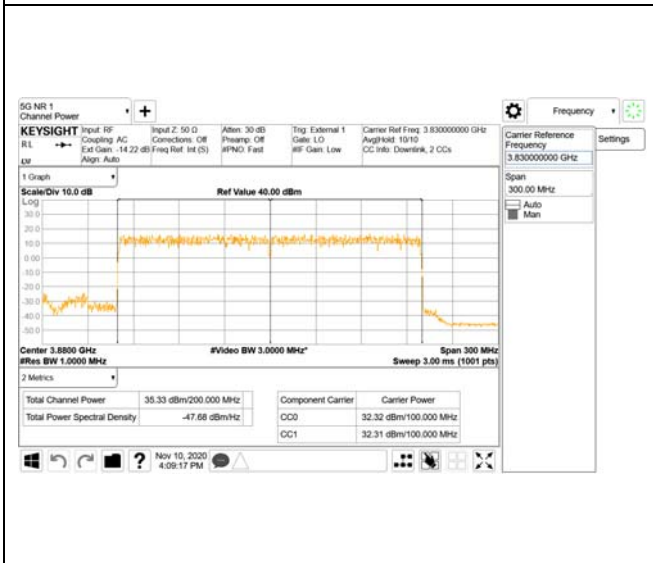 5G NR 1
Channel Power
Frequency
KEYSIGHT
RL
Input: RF
Coupling: AC
Ext Gain: -14.22 dB
Align: Auto
Input Z: 50 Ω
Corrections: Off
Freq Ref: Int (S)
Atten: 30 dB
Preamp: Off
#PNO: Fast
Trig: External 1
Gate: LO
#IF Gain: Low
Carrier Ref Freq: 3.830000000 GHz
Avg|Hold: 10/10
CC Info: Downlink, 2 CCs
Carrier Reference
Frequency
3.830000000 GHz
Settings
Span
300.00 MHz
Auto
Man
1 Graph
Scale/Div 10.0 dB
Ref Value 40.00 dBm
Log
30.0
20.0
10.0
0.00
-10.0
-20.0
-30.0
-40.0
-50.0
Center 3.8800 GHz
#Video BW 3.0000 MHz*
Span 300 MHz
#Res BW 1.0000 MHz
Sweep 3.00 ms (1001 pts)
2 Metrics
Total Channel Power
35.33 dBm/200.000 MHz
Total Power Spectral Density
-47.68 dBm/Hz
Component Carrier
Carrier Power
CC0
32.32 dBm/100.000 MHz
CC1
32.31 dBm/100.000 MHz
?
Nov 10, 2020
4:09:17 PM